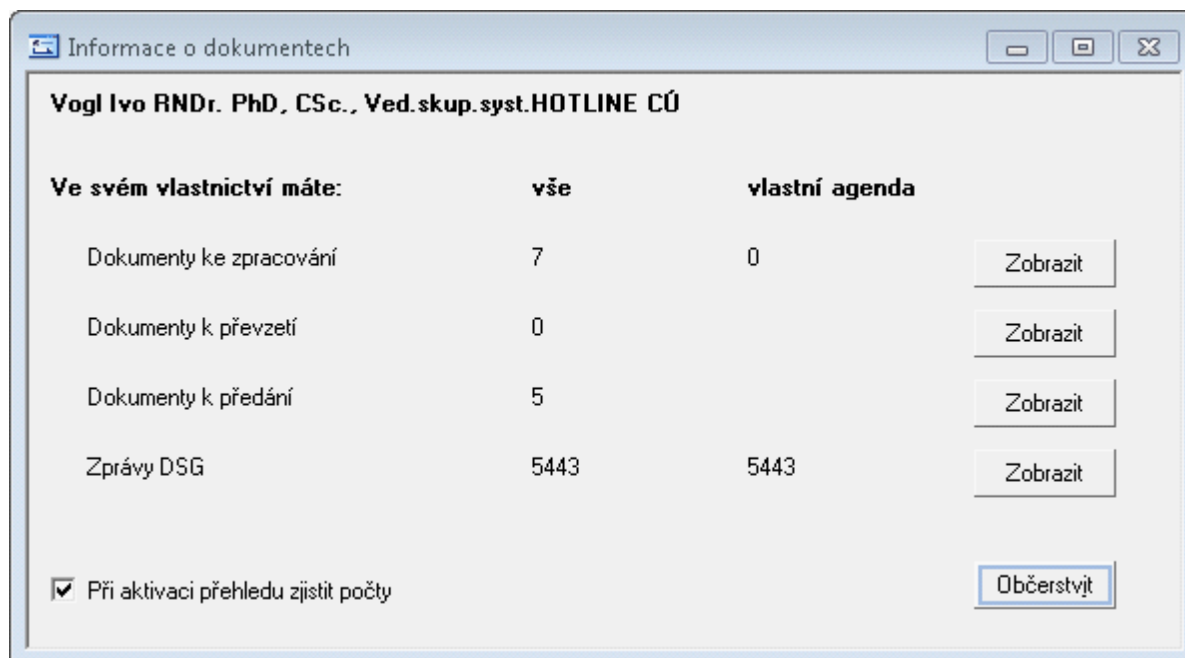 Informace o dokumentech
Vogl Ivo RNDr. PhD, CSc., Ved.skup.syst.HOTLINE CÚ
Ve svém vlastnictví máte: vše vlastní agenda
Dokumenty ke zpracování 7 0 Zobrazit
Dokumenty k převzetí 0 Zobrazit
Dokumenty k předání 5 Zobrazit
Zprávy DSG 5443 5443 Zobrazit
Při aktivaci přehledu zjistit počty Občerstvit